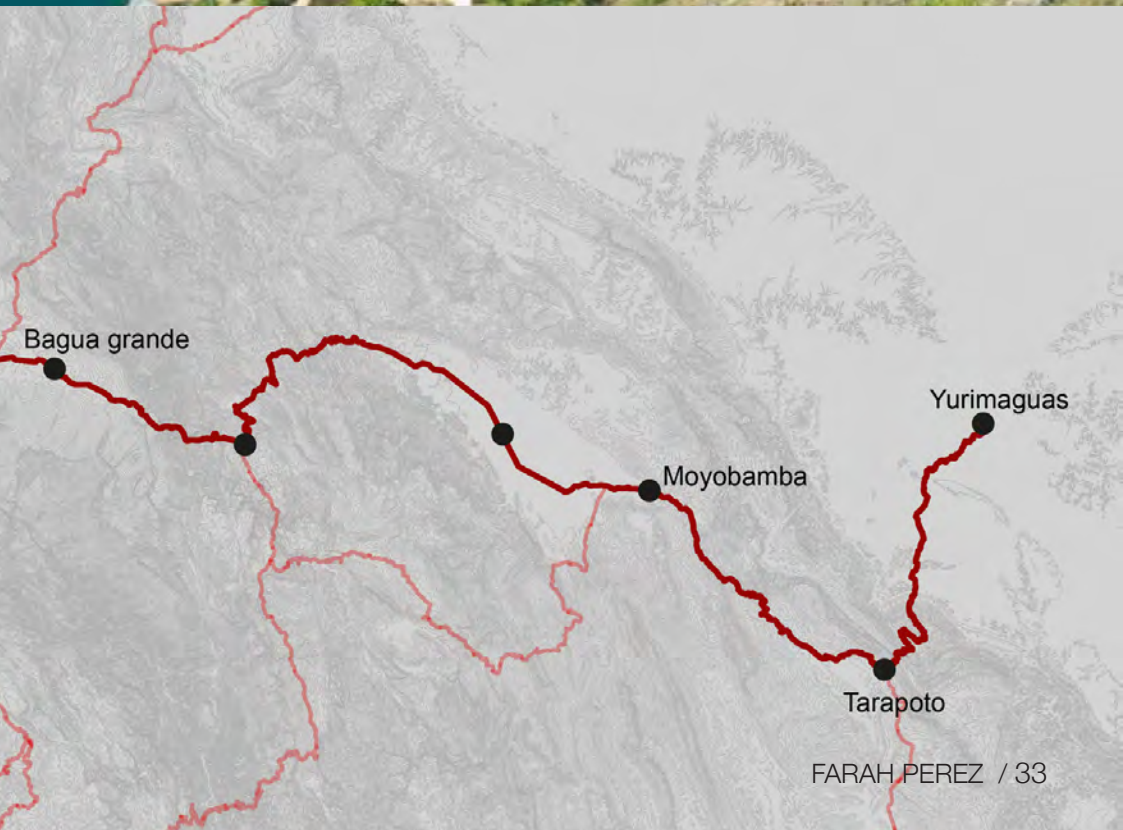 Bagua grande
Yurimaguas
Moyobamba
Tarapoto
FARAH PEREZ / 33